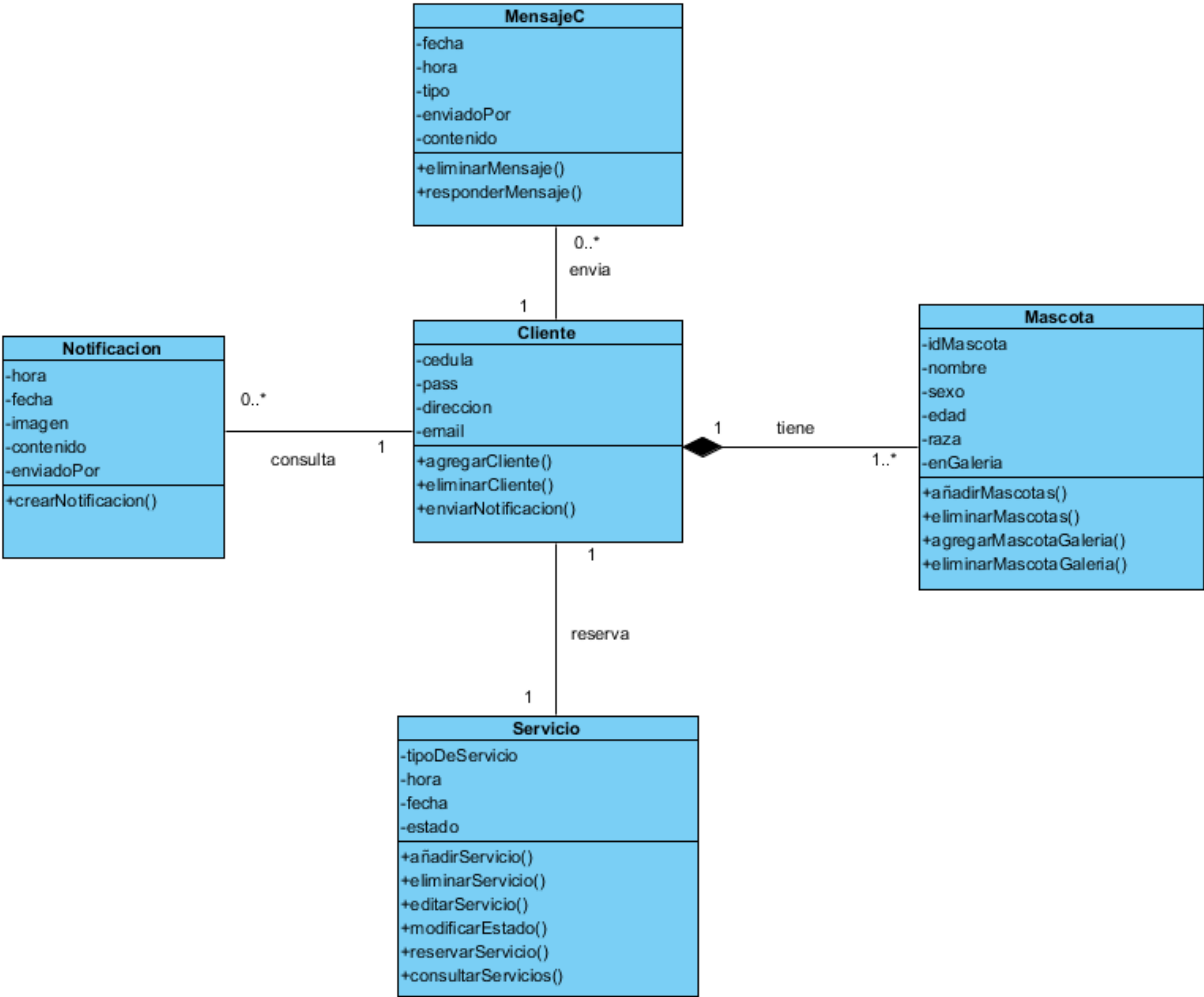 MensajeC
-fecha
-hora
-tipo
-enviadoPor
-contenido
+eliminarMensaje()
+responderMensaje()
0..*
envia
1
Notificacion
-hora
-fecha
-imagen
-contenido
-enviadoPor
+crearNotificacion()
0..*
consulta
1
Cliente
-cedula
-pass
-direccion
-email
+agregarCliente()
+eliminarCliente()
+enviarNotificacion()
1
tiene
1..*
Mascota
-idMascota
-nombre
-sexo
-edad
-raza
-enGaleria
+añadirMascotas()
+eliminarMascotas()
+agregarMascotaGaleria()
+eliminarMascotaGaleria()
1
reserva
1
Servicio
-tipoDeServicio
-hora
-fecha
-estado
+añadirServicio()
+eliminarServicio()
+editarServicio()
+modificarEstado()
+reservarServicio()
+consultarServicios()